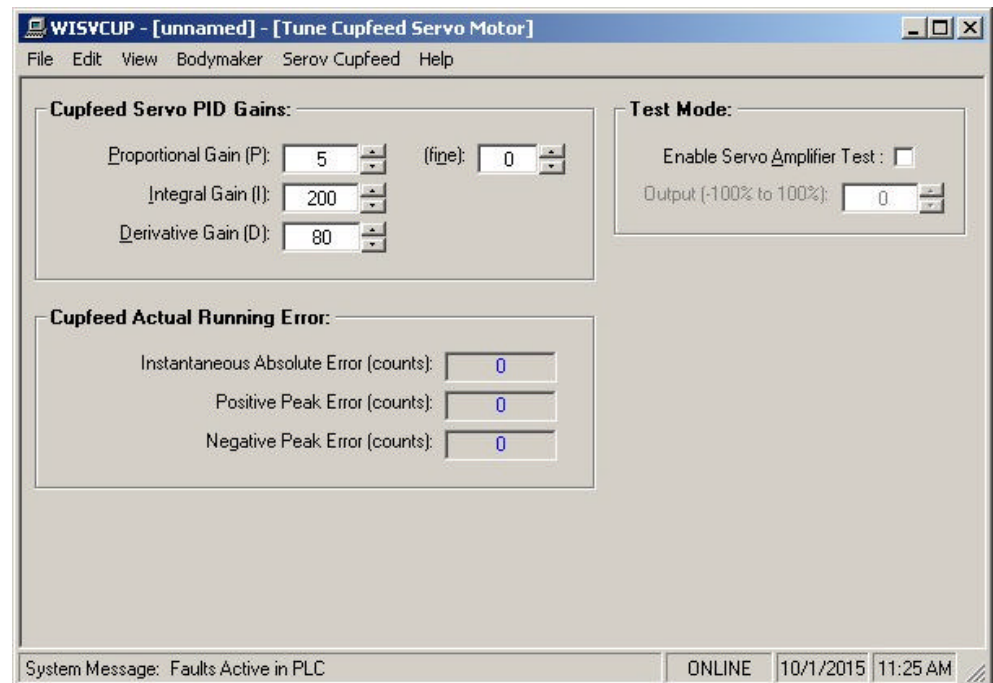 WISVCUP - [unnamed] - [Tune Cupfeed Servo Motor]
File Edit View Bodymaker Serov Cupfeed Help
Cupfeed Servo PID Gains:
Proportional Gain (P): 5 (fine): 0
Integral Gain (I): 200
Derivative Gain (D): 80
Test Mode:
Enable Servo Amplifier Test :
Output (-100% to 100%): 0
Cupfeed Actual Running Error:
Instantaneous Absolute Error (counts): 0
Positive Peak Error (counts): 0
Negative Peak Error (counts): 0
System Message: Faults Active in PLC ONLINE 10/1/2015 11:25 AM